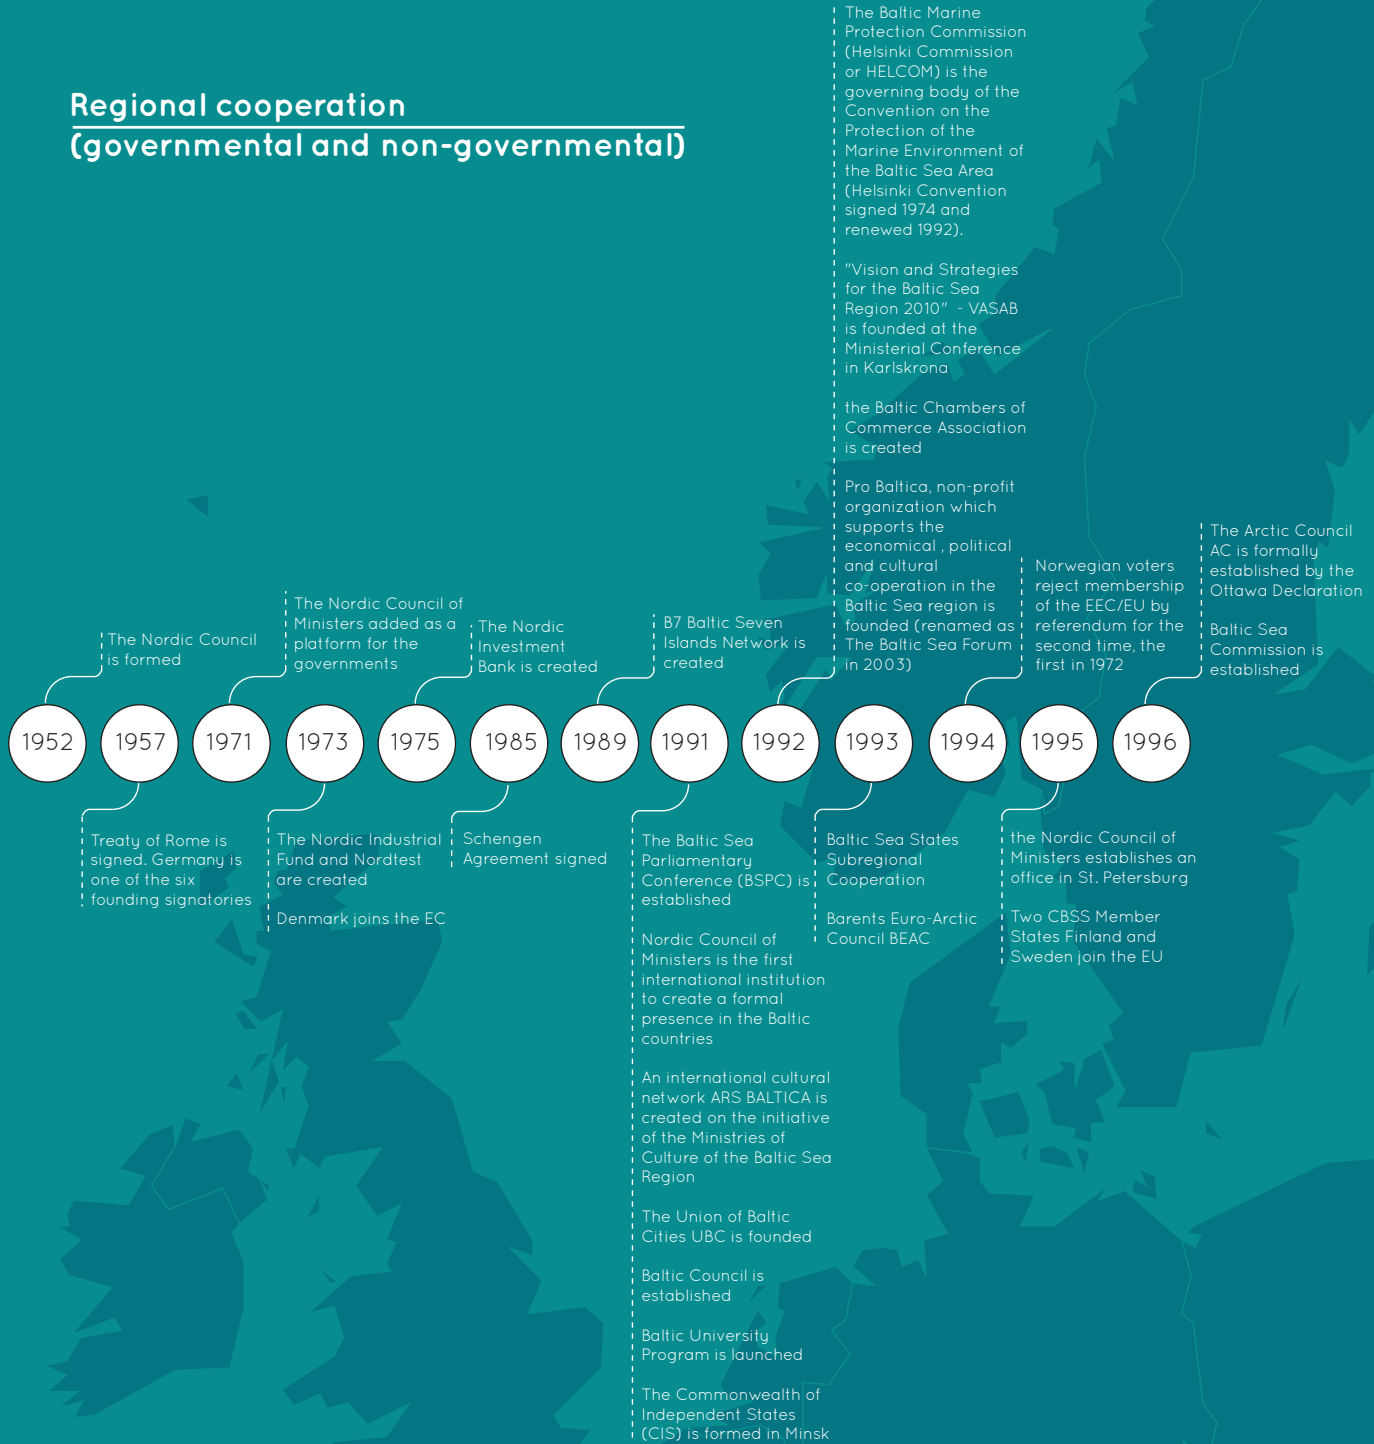 Regional cooperation
(governmental and non-governmental)
The Baltic Marine
Protection Commission
(Helsinki Commission
or HELCOM) is the
governing body of the
Convention on the
Protection of the
Marine Environment of
the Baltic Sea Area
(Helsinki Convention
signed 1974 and
renewed 1992).
"Vision and Strategies
for the Baltic Sea
Region 2010" - VASAB
is founded at the
Ministerial Conference
in Karlskrona
the Baltic Chambers of
Commerce Association
is created
Pro Baltica, non-profit
organization which
supports the
economical , political
and cultural
co-operation in the
Baltic Sea region is
founded (renamed as
The Baltic Sea Forum
in 2003)
The Nordic Council
is formed
The Nordic Council of
Ministers added as a
platform for the
governments
The Nordic
Investment
Bank is created
B7 Baltic Seven
Islands Network is
created
Norwegian voters
reject membership
of the EEC/EU by
referendum for the
second time, the
first in 1972
The Arctic Council
AC is formally
established by the
Ottawa Declaration
Baltic Sea
Commission is
established
1952 1957 1971 1973 1975 1985 1989 1991 1992 1993 1994 1995 1996
Treaty of Rome is
signed. Germany is
one of the six
founding signatories
The Nordic Industrial
Fund and Nordtest
are created
Denmark joins the EC
Schengen
Agreement signed
The Baltic Sea
Parliamentary
Conference (BSPC) is
established
Nordic Council of
Ministers is the first
international institution
to create a formal
presence in the Baltic
countries
An international cultural
network ARS BALTICA is
created on the initiative
of the Ministries of
Culture of the Baltic Sea
Region
The Union of Baltic
Cities UBC is founded
Baltic Council is
established
Baltic University
Program is launched
The Commonwealth of
Independent States
(CIS) is formed in Minsk
Baltic Sea States
Subregional
Cooperation
Barents Euro-Arctic
Council BEAC
the Nordic Council of
Ministers establishes an
office in St. Petersburg
Two CBSS Member
States Finland and
Sweden join the EU